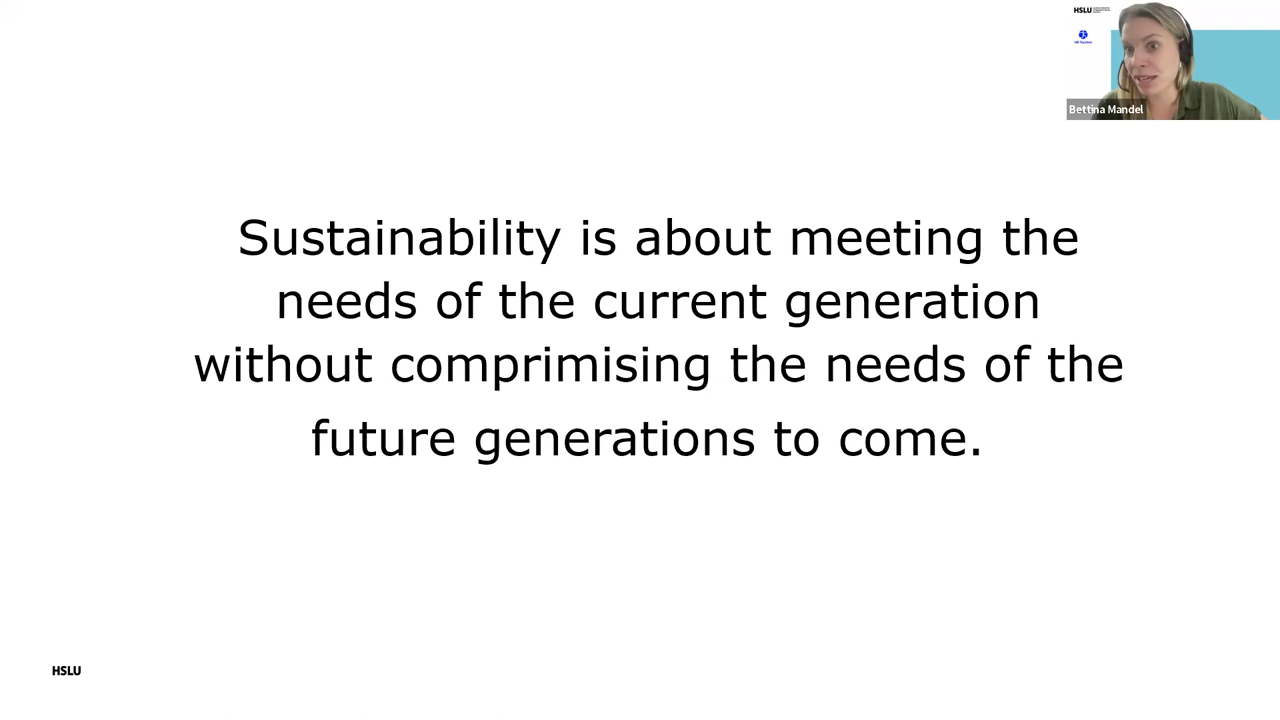 HSLU
Bettina Mandel
Sustainability is about meeting the
needs of the current generation
without comprimising the needs of the
future generations to come.
HSLU